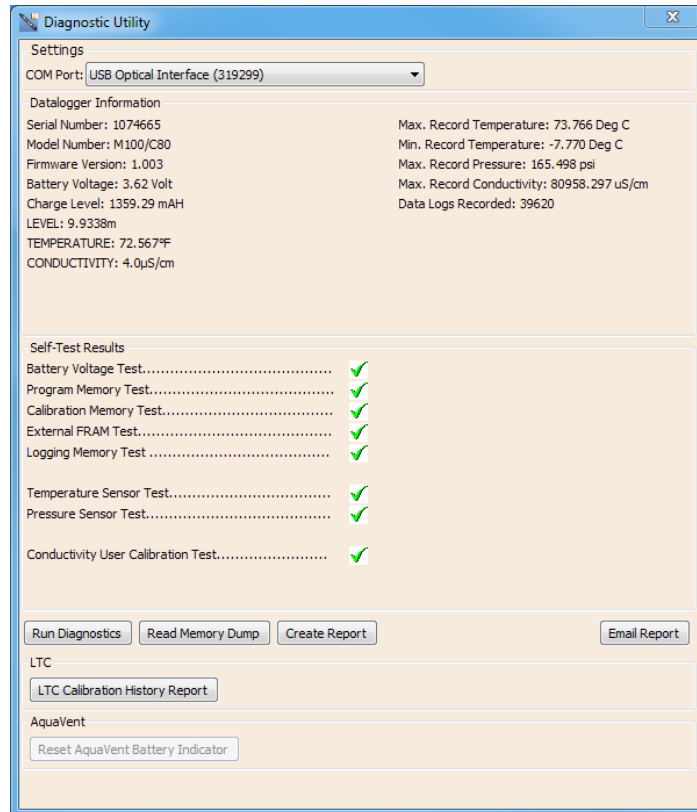 Diagnostic Utility
Settings
COM Port: USB Optical Interface (319299)
Datalogger Information
Serial Number: 1074665
Model Number: M100/C80
Firmware Version: 1.003
Battery Voltage: 3.62 Volt
Charge Level: 1359.29 mAH
LEVEL: 9.9338m
TEMPERATURE: 72.567°F
CONDUCTIVITY: 4.0µS/cm
Max. Record Temperature: 73.766 Deg C
Min. Record Temperature: -7.770 Deg C
Max. Record Pressure: 165.498 psi
Max. Record Conductivity: 80958.297 uS/cm
Data Logs Recorded: 39620
Self-Test Results
Battery Voltage Test.........................................
Program Memory Test........................................
Calibration Memory Test.....................................
External FRAM Test..........................................
Logging Memory Test .......................................
Temperature Sensor Test...................................
Pressure Sensor Test........................................
Conductivity User Calibration Test........................
Run Diagnostics
Read Memory Dump
Create Report
Email Report
LTC
LTC Calibration History Report
AquaVent
Reset AquaVent Battery Indicator